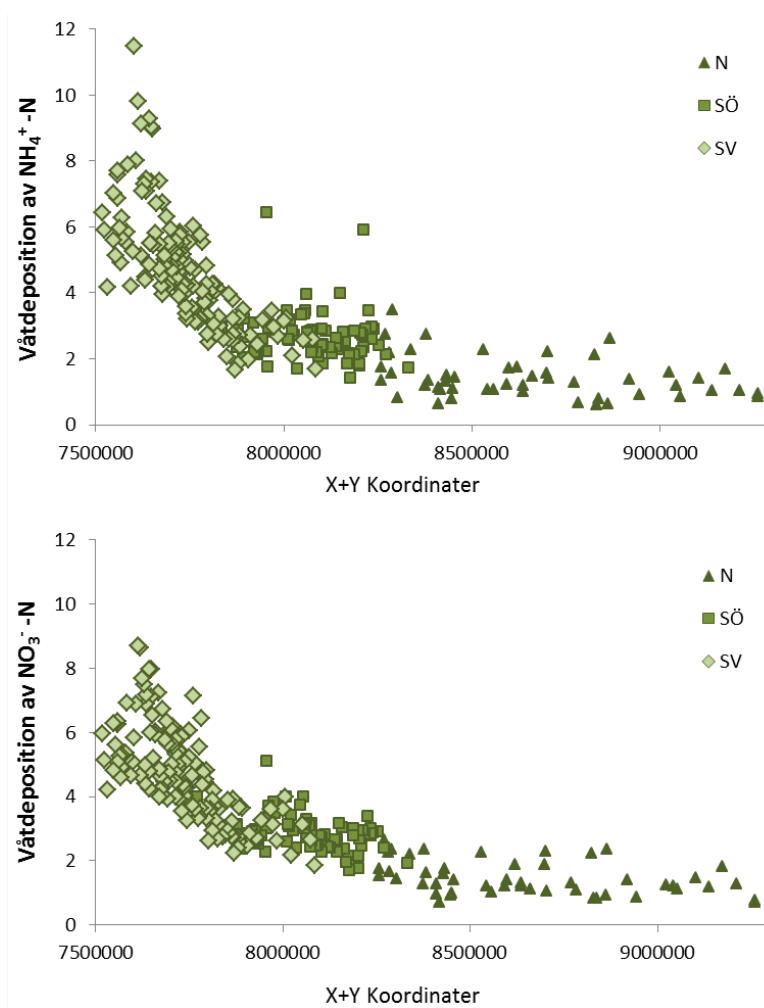 12
10
8
6
4
2
0
Våtdeposition av NH₄⁺ -N
N
SÖ
SV
7500000 8000000 8500000 9000000
X+Y Koordinater
12
10
8
6
4
2
0
Våtdeposition av NO₃⁻ -N
N
SÖ
SV
7500000 8000000 8500000 9000000
X+Y Koordinater